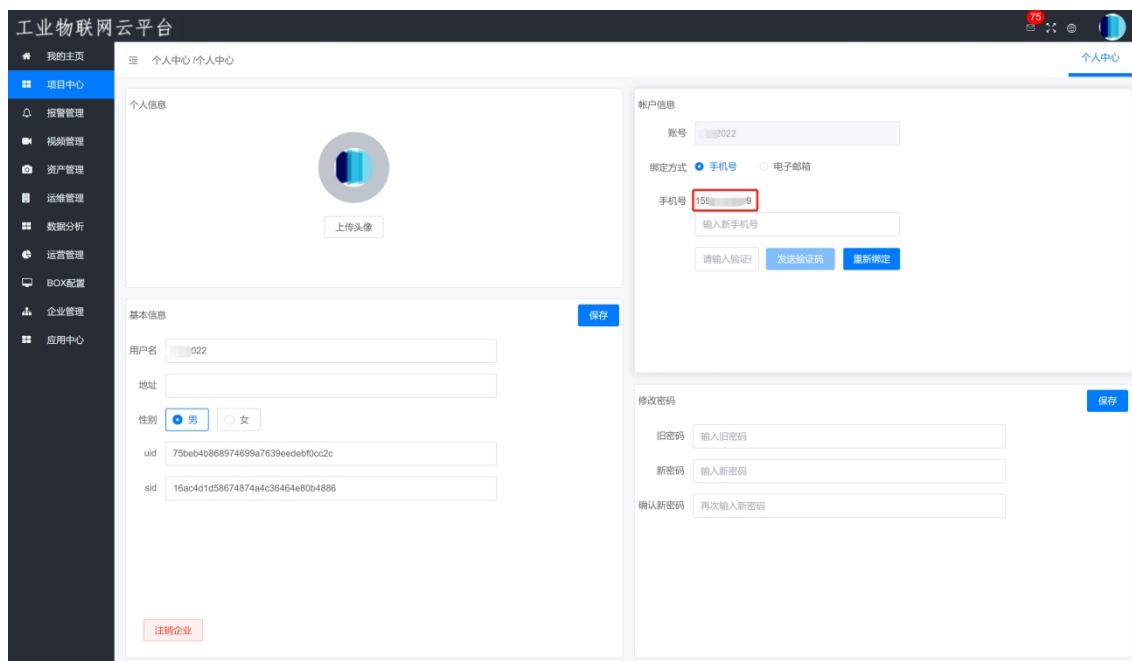 工业物联网云平台
75
我的主页
项目中心
报警管理
视频管理
资产管理
运维管理
数据分析
运营管理
BOX配置
企业管理
应用中心
个人中心 /个人中心
个人中心
个人信息
上传头像
基本信息
保存
用户名 022
地址
性别 男 女
uid 75beb4b868974699a7639eedebf0cc2c
sid 16ac4d1d58674874a4c36464e80b4886
注销企业
帐户信息
账号 2022
绑定方式 手机号 电子邮箱
手机号 155 9
输入新手机号
请输入验证 发送验证码 重新绑定
修改密码
保存
旧密码 输入旧密码
新密码 输入新密码
确认新密码 再次输入新密码